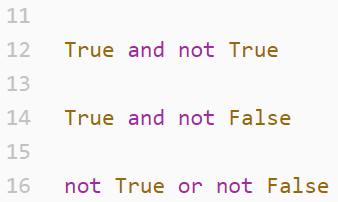 11
12 True and not True
13
14 True and not False
15
16 not True or not False